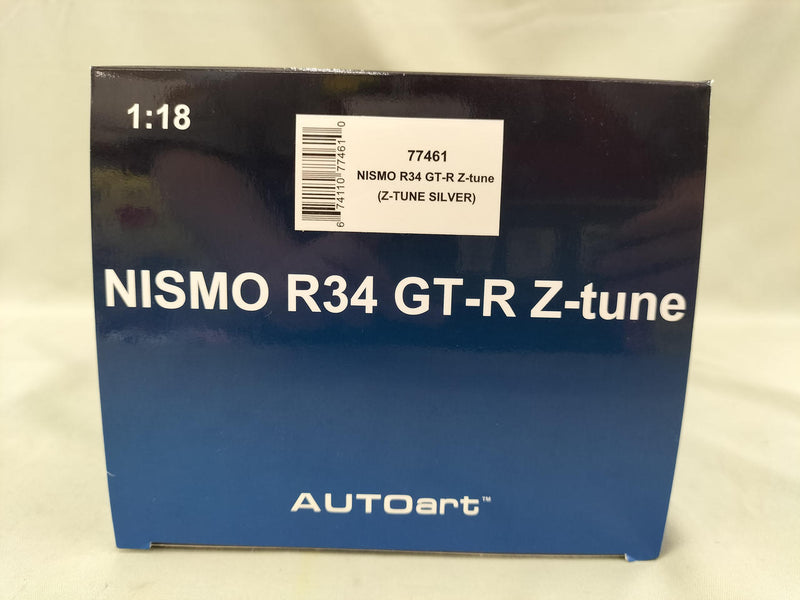 1:18
77461
NISMO R34 GT-R Z-tune
(Z-TUNE SILVER)
6 74110 77461 0
NISMO R34 GT-R Z-tune
AUTOart™